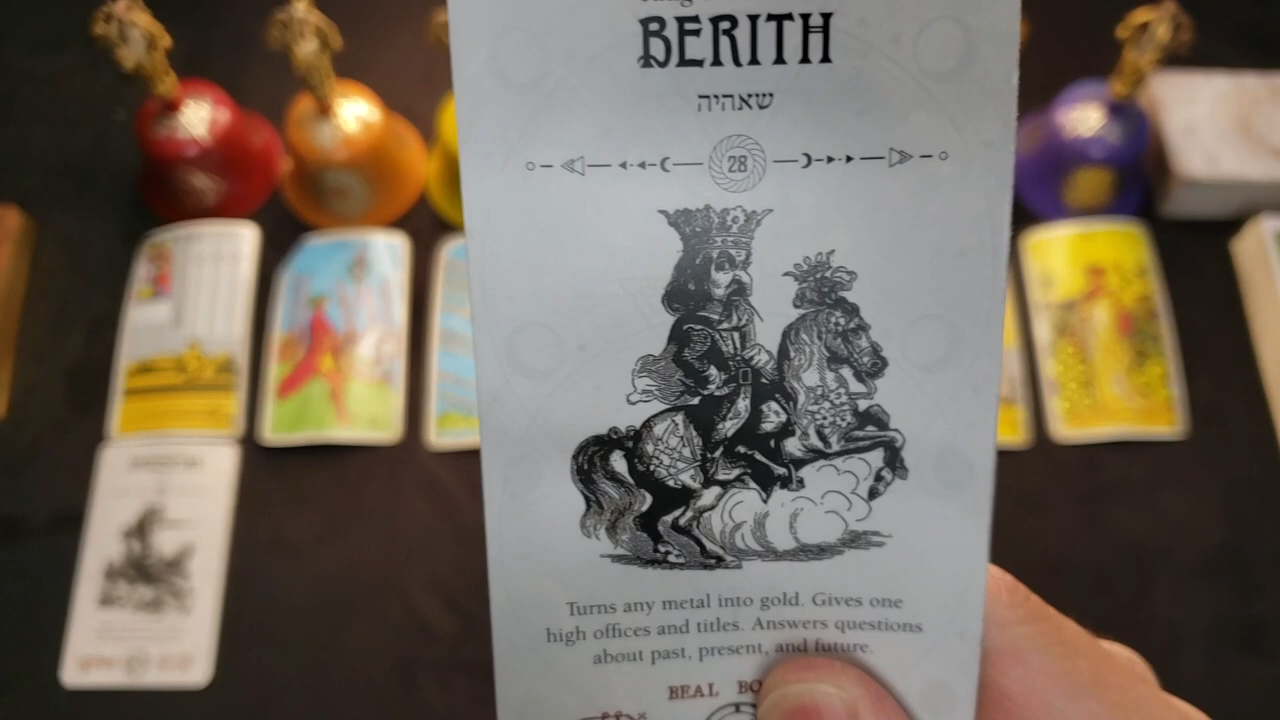 BERITH
שאהיה
28
Turns any metal into gold. Gives one
high offices and titles. Answers questions
about past, present, and future.
BEAL